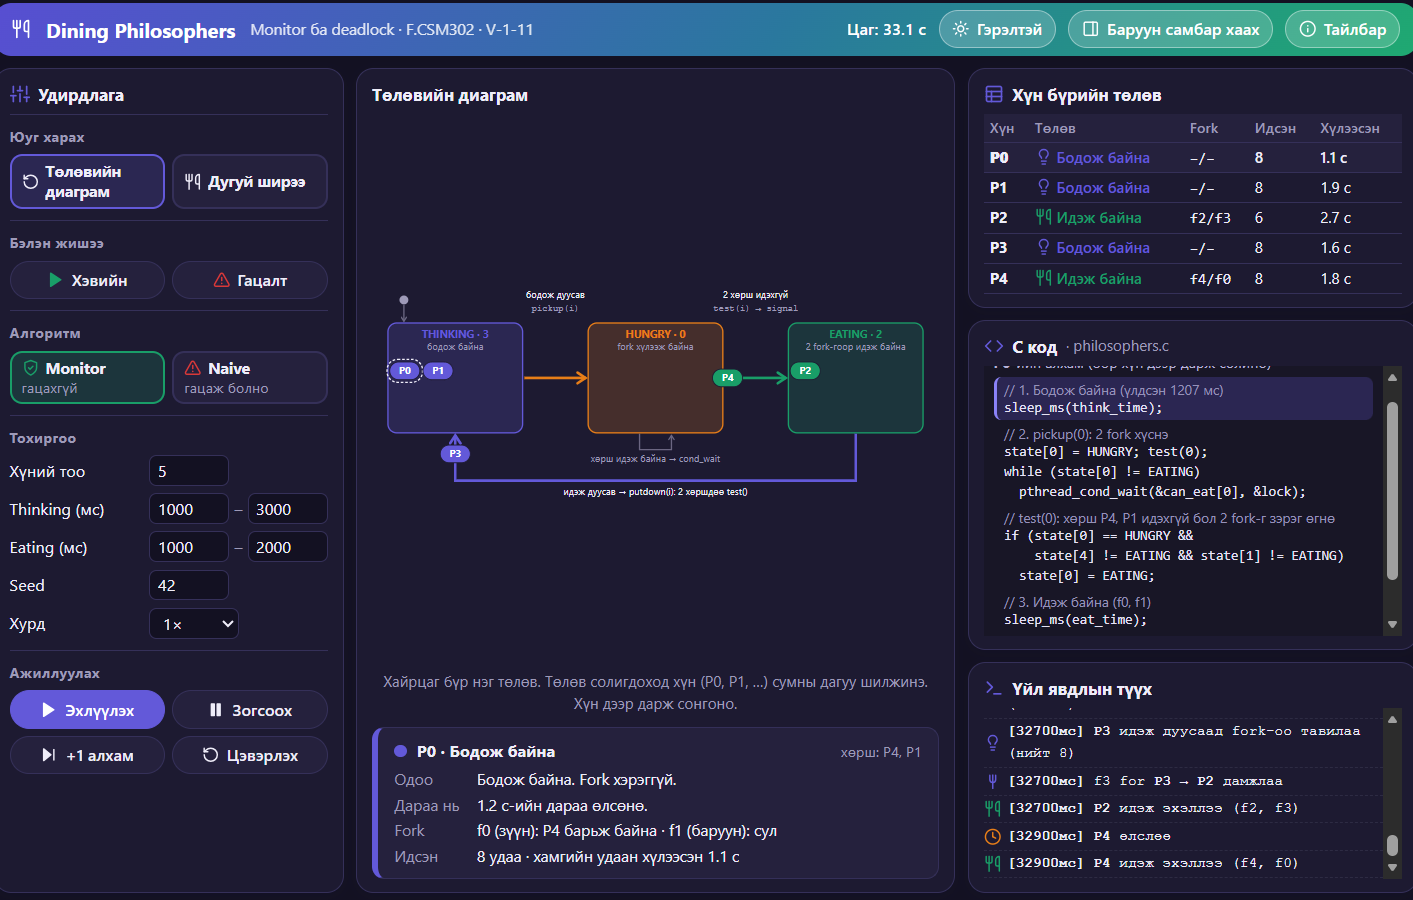 Dining Philosophers
Monitor ба deadlock · F.CSM302 · V-1-11
Цаг: 33.1 с
Гэрэлтэй
Баруун самбар хаах
Тайлбар
Удирдлага
Юуг харах
Төлөвийн
диаграм
Дугуй ширээ
Бэлэн жишээ
Хэвийн
Гацалт
Алгоритм
Monitor
гацахгүй
Naive
гацаж болно
Тохиргоо
Хүний тоо 5
Thinking (мс) 1000 – 3000
Eating (мс) 1000 – 2000
Seed 42
Хурд 1×
Ажиллуулах
Эхлүүлэх
Зогсоох
+1 алхам
Цэвэрлэх
Төлөвийн диаграм
бодож дуусав
pickup(i)
2 хөрш идэхгүй
test(i) → signal
THINKING · 3
бодож байна
P0 P1
HUNGRY · 0
fork хүлээж байна
P4
EATING · 2
2 fork-гоор идэж байна
P2
P3
хөрш идэж байна → cond_wait
идэж дуусав → putdown(i): 2 хөршдөө test()
Хайрцаг бүр нэг төлөв. Төлөв солигдоход хүн (P0, P1, ...) сумны дагуу шилжинэ.
Хүн дээр дарж сонгоно.
P0 · Бодож байна
хөрш: P4, P1
Одоо Бодож байна. Fork хэрэггүй.
Дараа нь 1.2 с-ийн дараа өлсөнө.
Fork f0 (зүүн): P4 барьж байна · f1 (баруун): сул
Идсэн 8 удаа · хамгийн удаан хүлээсэн 1.1 с
Хүн бүрийн төлөв
Хүн Төлөв Fork Идсэн Хүлээсэн
P0 Бодож байна –/– 8 1.1 с
P1 Бодож байна –/– 8 1.9 с
P2 Идэж байна f2/f3 6 2.7 с
P3 Бодож байна –/– 8 1.6 с
P4 Идэж байна f4/f0 8 1.8 с
C код · philosophers.c
// 1. Бодож байна (үлдсэн 1207 мс)
sleep_ms(think_time);
// 2. pickup(0): 2 fork хүснэ
state[0] = HUNGRY; test(0);
while (state[0] != EATING)
pthread_cond_wait(&can_eat[0], &lock);
// test(0): хөрш P4, P1 идэхгүй бол 2 fork-г зэрэг өгнө
if (state[0] == HUNGRY &&
state[4] != EATING && state[1] != EATING)
state[0] = EATING;
// 3. Идэж байна (f0, f1)
sleep_ms(eat_time);
Үйл явдлын түүх
[32700мс] P3 идэж дуусаад fork-оо тавилаа
(нийт 8)
[32700мс] f3 for P3 → P2 дамжлаа
[32700мс] P2 идэж эхэллээ (f2, f3)
[32900мс] P4 өлслөө
[32900мс] P4 идэж эхэллээ (f4, f0)